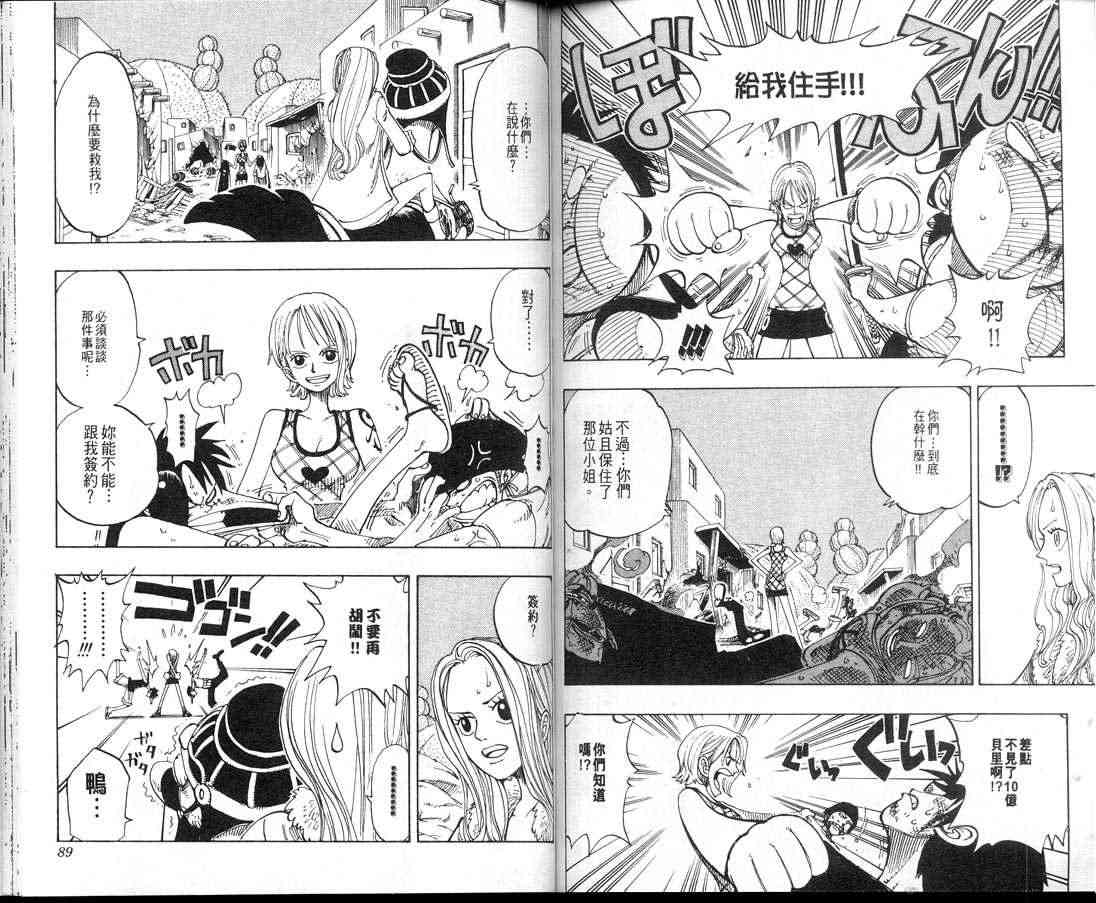 ぼ
ふん!!!
給我住手!!!
啊
!!
!!!
…………
!?
你們…到底
在幹什麼!!
不過…你們
姑且保住了
那位小姐。
差點
不見了10億
貝里啊!?
ぐいっ
ぐいっ
你們知道
嗎!?
…你們…
在說什麼?
為什麼要救我!?
對了………
ボカ
ボカ
…………
…………
必須談談
那件事呢…
妳能不能…
跟我簽約?
!!
簽約?
…………
不要再
胡鬧!!
ゴゴン!!
…………
………!!!
ガタ
ガタ
鴨…
89